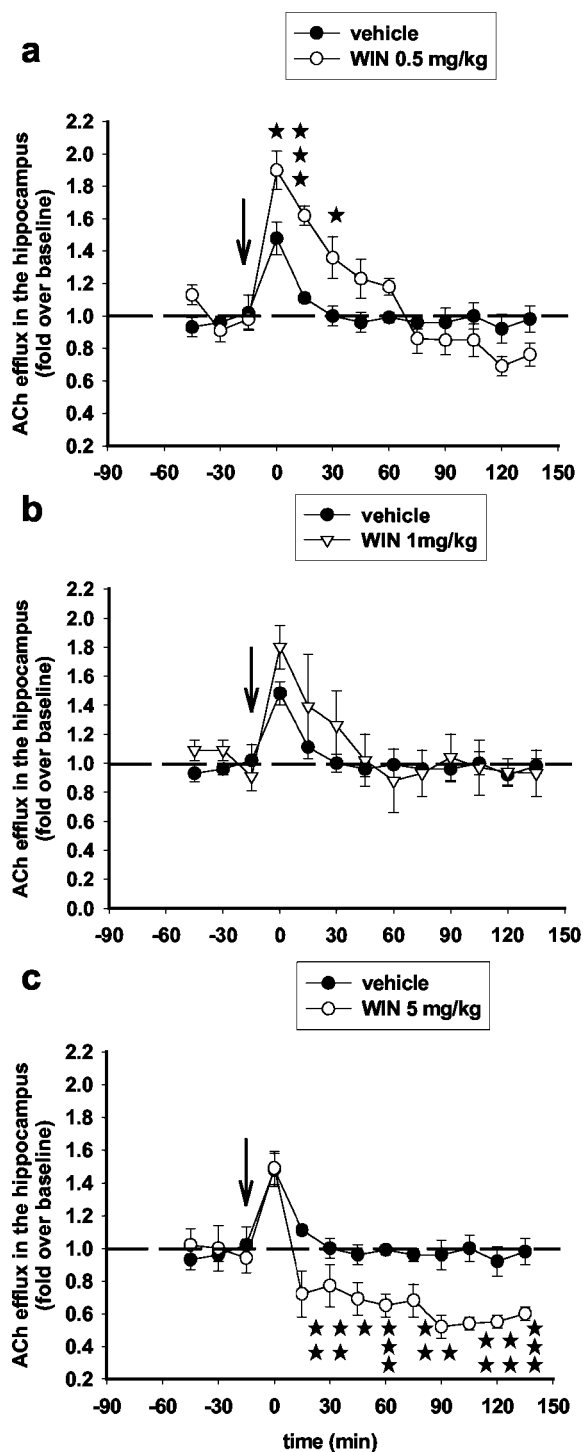 a
vehicle
WIN 0.5 mg/kg
ACh efflux in the hippocampus
(fold over baseline)
2.2
2.0
1.8
1.6
1.4
1.2
1.0
0.8
0.6
0.4
0.2
-90 -60 -30 0 30 60 90 120 150
b
vehicle
WIN 1mg/kg
ACh efflux in the hippocampus
(fold over baseline)
2.2
2.0
1.8
1.6
1.4
1.2
1.0
0.8
0.6
0.4
0.2
0.0
-90 -60 -30 0 30 60 90 120 150
c
vehicle
WIN 5 mg/kg
ACh efflux in the hippocampus
(fold over baseline)
2.2
2.0
1.8
1.6
1.4
1.2
1.0
0.8
0.6
0.4
0.2
-90 -60 -30 0 30 60 90 120 150
time (min)